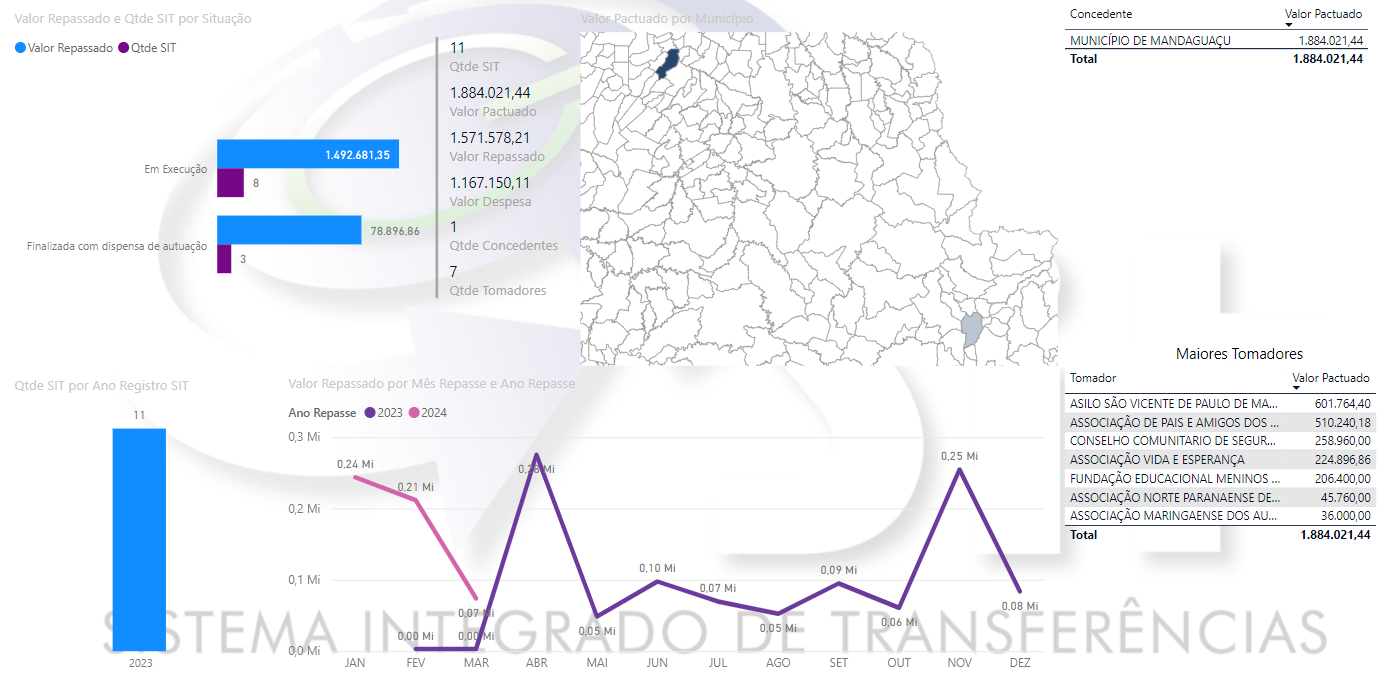 Valor Repassado e Qtde SIT por Situação
Valor Repassado Qtde SIT
Em Execução
1.492.681,35
8
Finalizada com dispensa de autuação
78.896,86
3
11
Qtde SIT
1.884.021,44
Valor Pactuado
1.571.578,21
Valor Repassado
1.167.150,11
Valor Despesa
1
Qtde Concedentes
7
Qtde Tomadores
Valor Pactuado por Município
Concedente Valor Pactuado
MUNICÍPIO DE MANDAGUAÇU 1.884.021,44
Total 1.884.021,44
Maiores Tomadores
Tomador Valor Pactuado
ASILO SÃO VICENTE DE PAULO DE MA... 601.764,40
ASSOCIAÇÃO DE PAIS E AMIGOS DOS ... 510.240,18
CONSELHO COMUNITARIO DE SEGUR... 258.960,00
ASSOCIAÇÃO VIDA E ESPERANÇA 224.896,86
FUNDAÇÃO EDUCACIONAL MENINOS ... 206.400,00
ASSOCIAÇÃO NORTE PARANAENSE DE... 45.760,00
ASSOCIAÇÃO MARINGAENSE DOS AU... 36.000,00
Total 1.884.021,44
Qtde SIT por Ano Registro SIT
11
2023
Valor Repassado por Mês Repasse e Ano Repasse
Ano Repasse 2023 2024
0,3 Mi
0,2 Mi
0,1 Mi
0,0 Mi
0,24 Mi
0,21 Mi
0,07 Mi
0,00 Mi
0,00 Mi
0,28 Mi
0,05 Mi
0,10 Mi
0,07 Mi
0,05 Mi
0,09 Mi
0,06 Mi
0,25 Mi
0,08 Mi
JAN FEV MAR ABR MAI JUN JUL AGO SET OUT NOV DEZ
SISTEMA INTEGRADO DE TRANSFERÊNCIAS